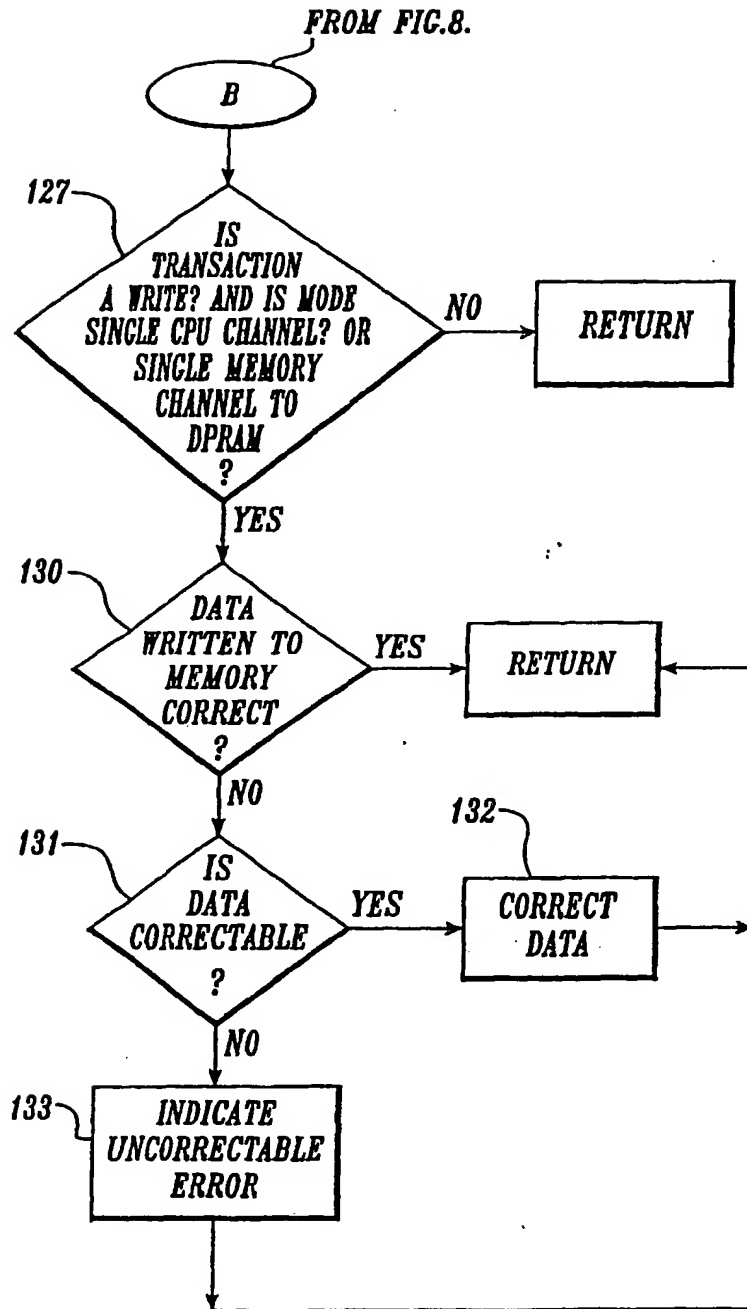 FROM FIG.8.
B
127
IS
TRANSACTION
A WRITE? AND IS MODE
SINGLE CPU CHANNEL? OR
SINGLE MEMORY
CHANNEL TO
DPRAM
?
NO
RETURN
YES
130
DATA
WRITTEN TO
MEMORY
CORRECT
?
YES
RETURN
NO
131
IS
DATA
CORRECTABLE
?
YES
132
CORRECT
DATA
NO
133
INDICATE
UNCORRECTABLE
ERROR